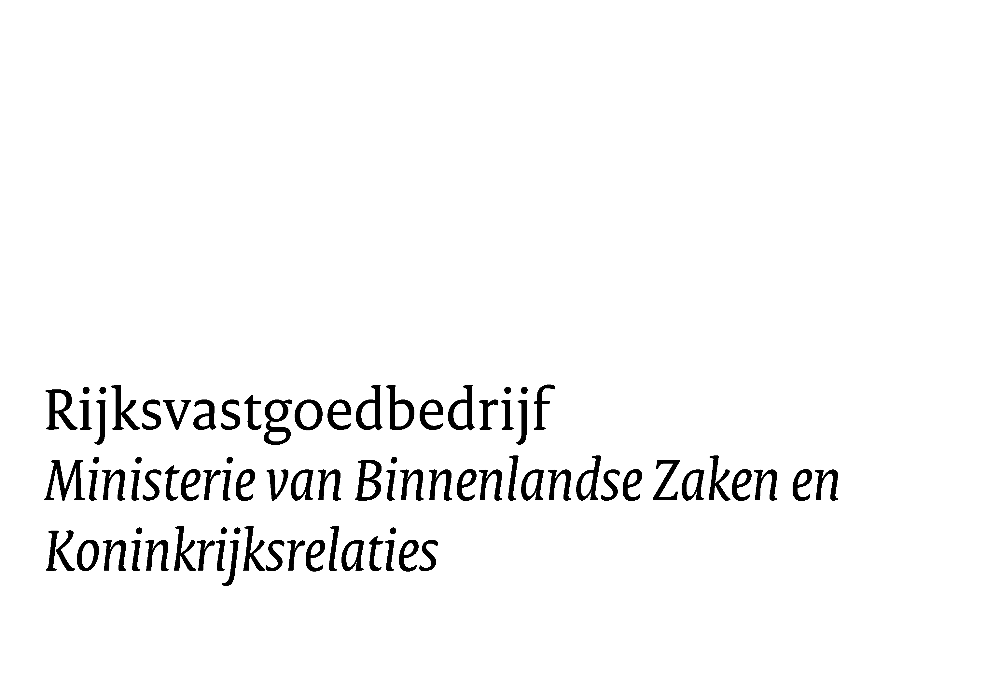 Rijksvastgoedbedrijf
Ministerie van Binnenlandse Zaken en
Koninkrijksrelaties